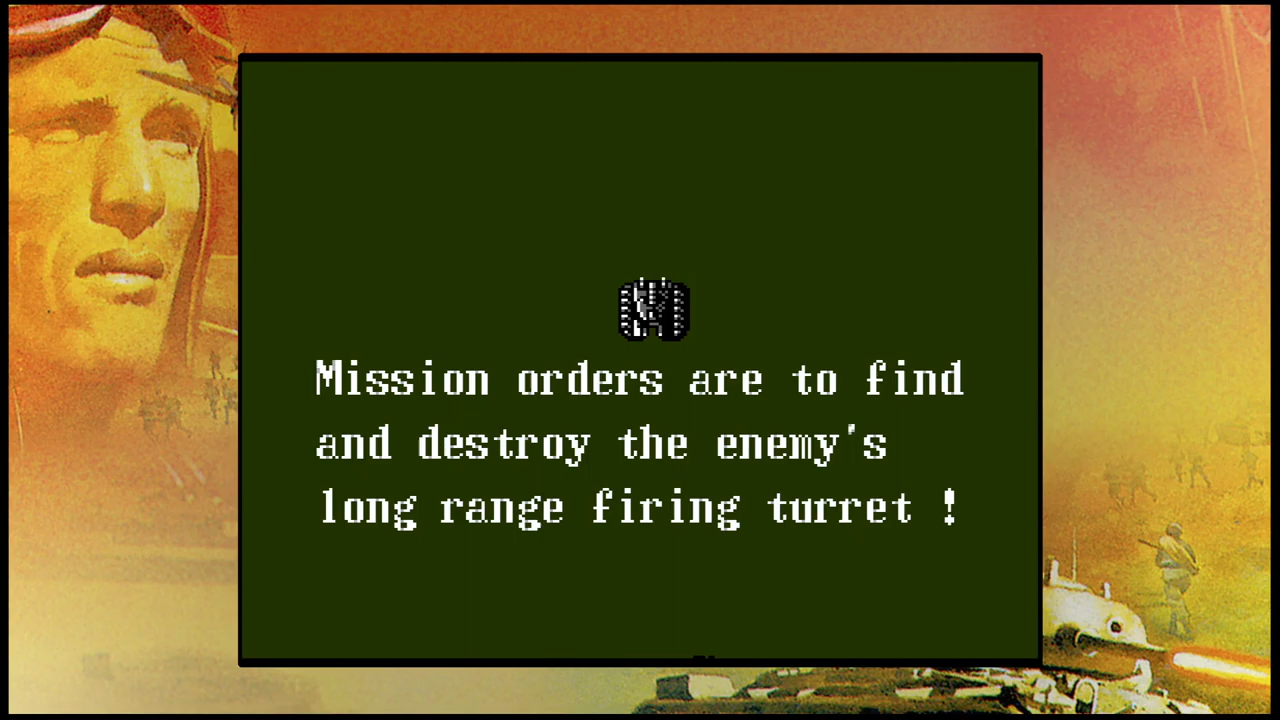 Mission orders are to find
and destroy the enemy's
long range firing turret !